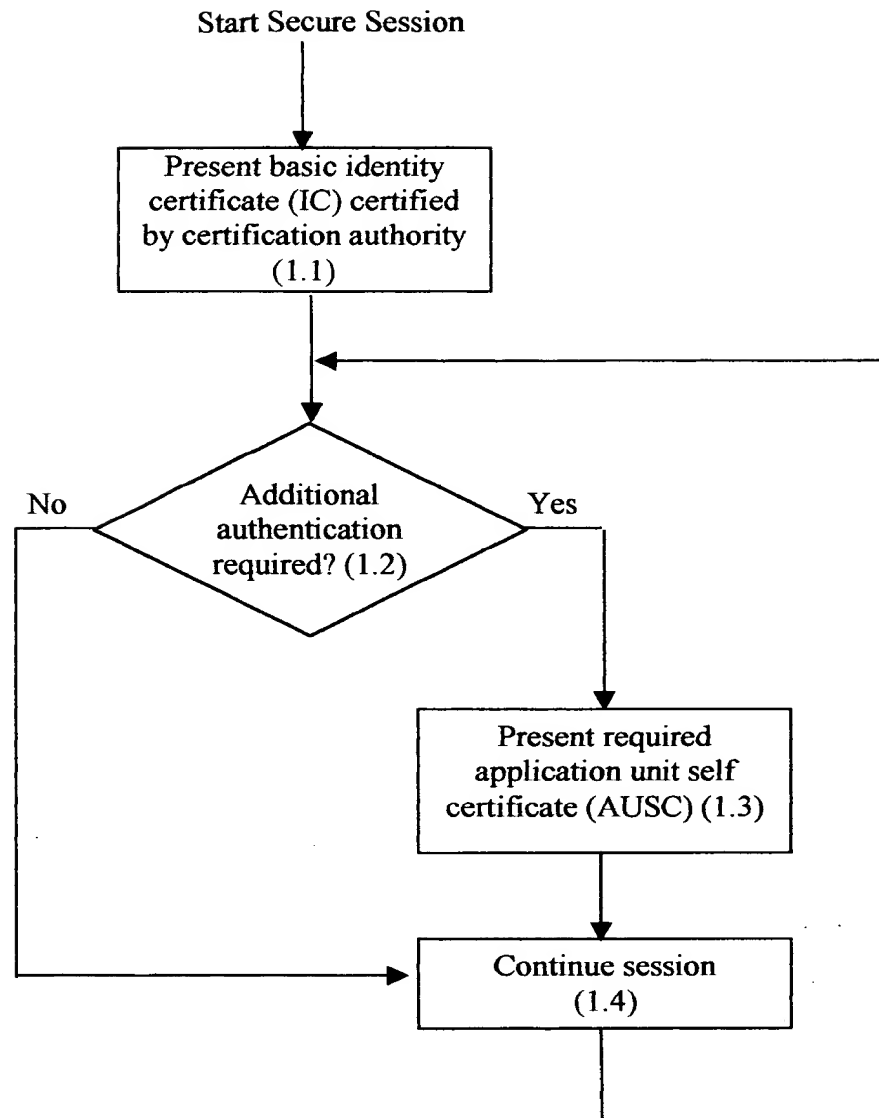 Start Secure Session
Present basic identity
certificate (IC) certified
by certification authority
(1.1)
No
Additional
authentication
required? (1.2)
Yes
Present required
application unit self
certificate (AUSC) (1.3)
Continue session
(1.4)